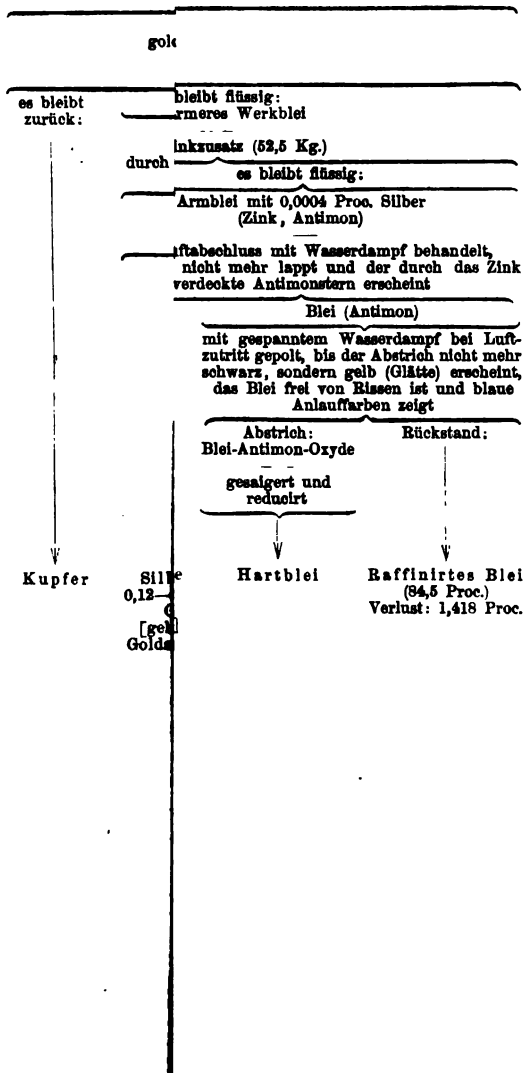 gold
es bleibt
zurück:
bleibt flüssig:
rmeres Werkblei
durch
inkzusatz (52,5 Kg.)
es bleibt flüssig:
Armblei mit 0,0004 Proc. Silber
(Zink, Antimon)
ftabschluss mit Wasserdampf behandelt,
nicht mehr lappt und der durch das Zink
verdeckte Antimonstern erscheint
Blei (Antimon)
mit gespanntem Wasserdampf bei Luft-
zutritt gepolt, bis der Abstrich nicht mehr
schwarz, sondern gelb (Glätte) erscheint,
das Blei frei von Rissen ist und blaue
Anlauffarben zeigt
Abstrich:
Blei-Antimon-Oxyde
Rückstand:
gesaigert und
reducirt
Kupfer
Silbe
0,12—
[gel
Golds
Hartblei
Raffinirtes Blei
(84,5 Proc.)
Verlust: 1,418 Proc.